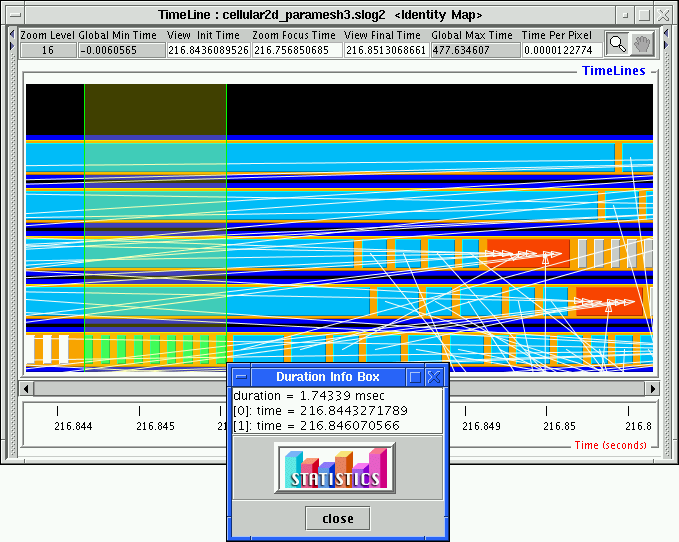 TimeLine : cellular2d_paramesh3.slog2 <Identity Map>
Zoom Level Global Min Time View Init Time Zoom Focus Time View Final Time Global Max Time Time Per Pixel
16 -0.0060565 216.8436089526 216.756850685 216.8513068661 477.634607 0.0000122774
TimeLines
Duration Info Box
duration = 1.74339 msec
[0]: time = 216.8443271789
[1]: time = 216.846070566
STATISTICS
close
216.844 216.845 216.849 216.85 216.8
Time (seconds)